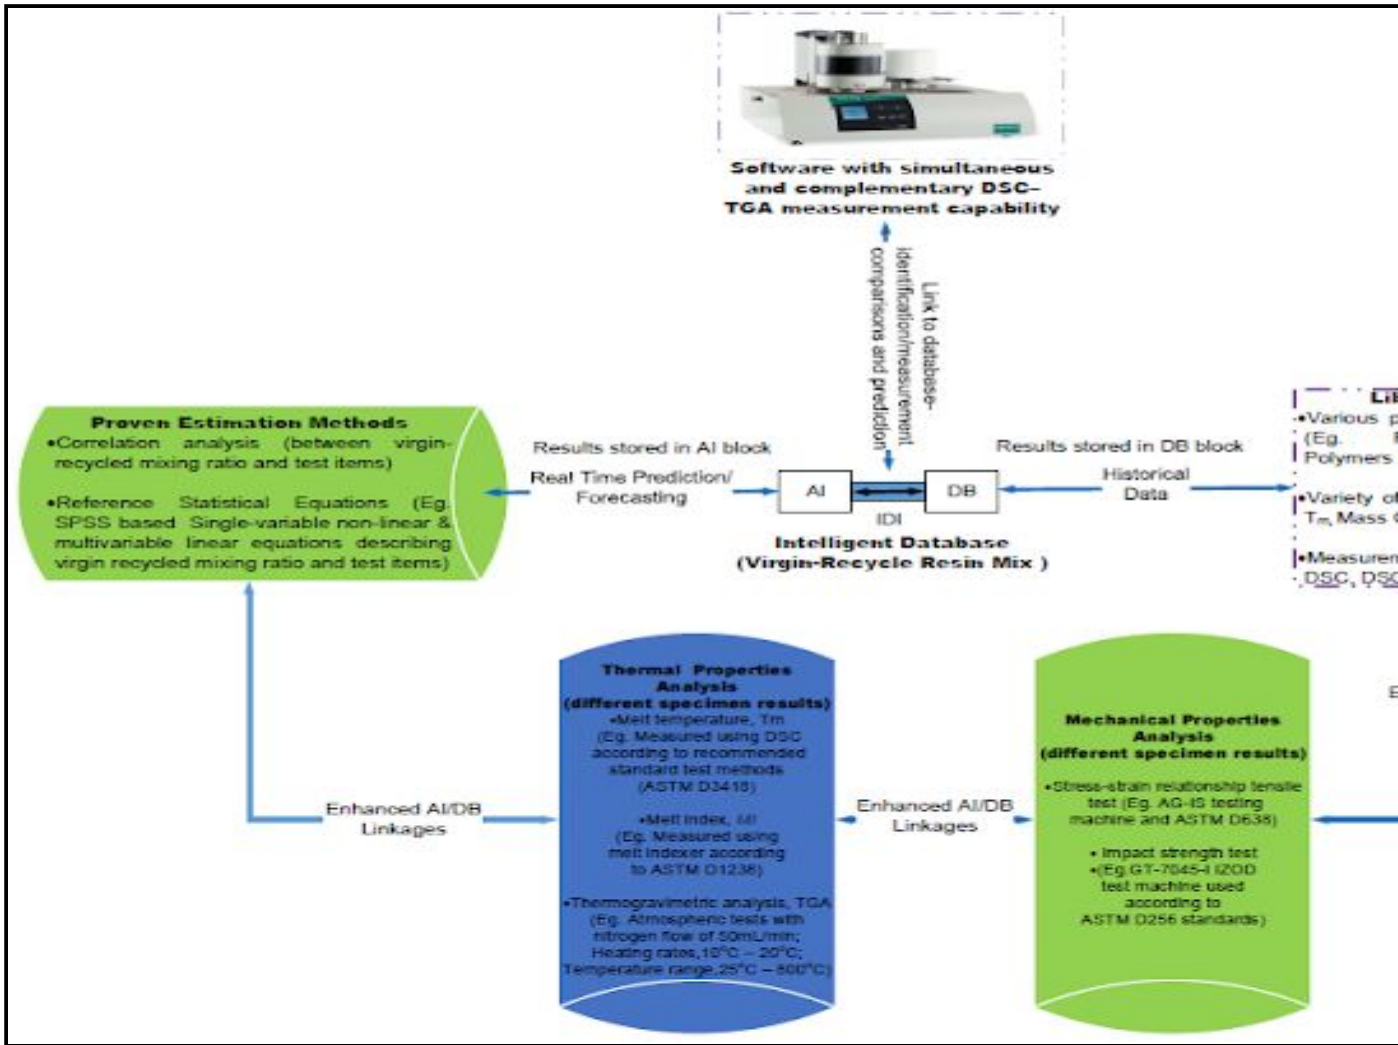 Software with simultaneous
and complementary DSC–
TGA measurement capability
Link to database-
identification/measurement
comparisons and prediction
Proven Estimation Methods
•Correlation analysis (between virgin-
recycled mixing ratio and test items)
•Reference Statistical Equations (Eg.
SPSS based Single-variable non-linear &
multivariable linear equations describing
virgin recycled mixing ratio and test items)
Results stored in AI block
Real Time Prediction/
Forecasting
AI
DB
IDI
Intelligent Database
(Virgin-Recycle Resin Mix )
Results stored in DB block
Historical
Data
•Various
(Eg.
Polymers
•Variety of
Tm, Mass
DSC,
Thermal Properties
Analysis
(different specimen results)
•Melt temperature, Tm
(Eg. Measured using DSC
according to recommended
standard test methods
(ASTM D3418)
•Melt Index, MI
(Eg. Measured using
melt indexer according
to ASTM D1238)
•Thermogravimetric analysis, TGA
(Eg. Atmospheric tests with
nitrogen flow of 50mL/min;
Heating rates,10°C – 20°C;
Temperature range,25°C – 800°C)
Enhanced AI/DB
Linkages
Enhanced AI/DB
Linkages
Mechanical Properties
Analysis
(different specimen results)
•Stress-strain relationship tensile
test (Eg. AG-IS testing
machine and ASTM D638)
• Impact strength test
•(Eg.GT-7045-I IZOD
test machine used
according to
ASTM D256 standards)